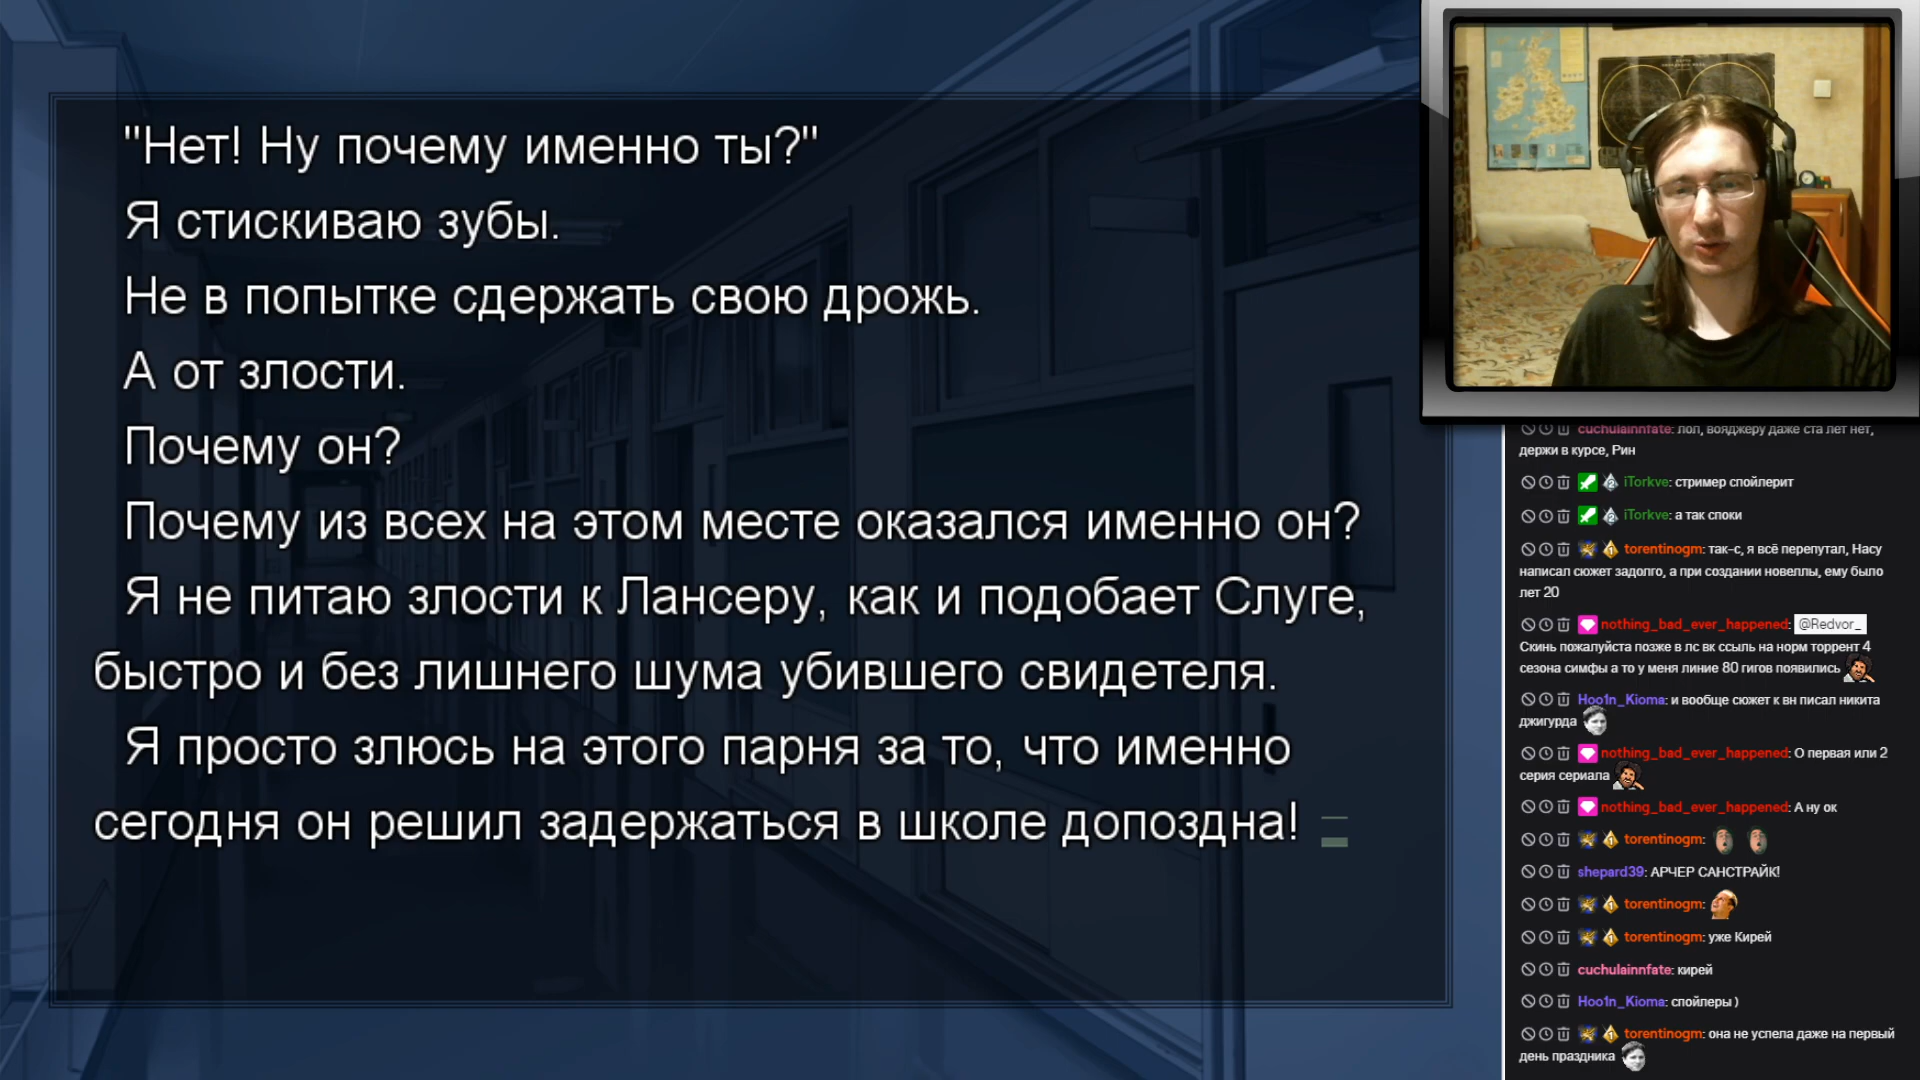 "Нет! Ну почему именно ты?"
Я стискиваю зубы.
Не в попытке сдержать свою дрожь.
А от злости.
Почему он?
Почему из всех на этом месте оказался именно он?
Я не питаю злости к Лансеру, как и подобает Слуге,
быстро и без лишнего шума убившего свидетеля.
Я просто злюсь на этого парня за то, что именно
сегодня он решил задержаться в школе допоздна!
cuchulainnfate: лол, вояджеру даже ста лет нет,
держи в курсе, Рин
iTorkve: стример спойлерит
iTorkve: а так споки
torentinogm: так-с, я всё перепутал, Насу
написал сюжет задолго, а при создании новеллы, ему было
лет 20
nothing_bad_ever_happened: @Redvor_
Скинь пожалуйста позже в лс вк ссыль на норм торрент 4
сезона симфы а то у меня линие 80 гигов появились
Hoo1n_Kioma: и вообще сюжет к вн писал никита
джигурда
nothing_bad_ever_happened: О первая или 2
серия сериала
nothing_bad_ever_happened: А ну ок
torentinogm:
shepard39: АРЧЕР САНСТРАЙК!
torentinogm:
torentinogm: уже Кирей
cuchulainnfate: кирей
Hoo1n_Kioma: спойлеры )
torentinogm: она не успела даже на первый
день праздника